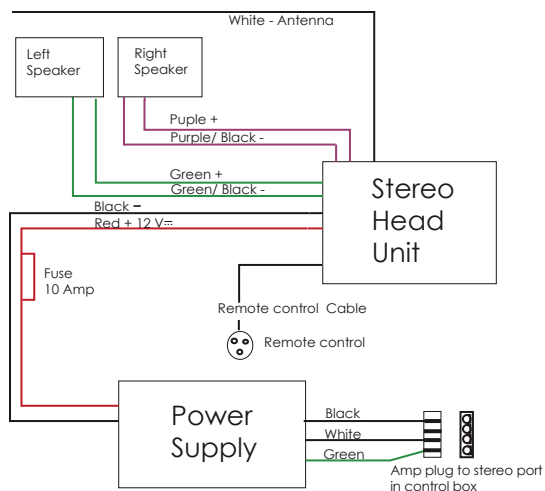 White - Antenna
Left
Speaker
Right
Speaker
Puple +
Purple/ Black -
Green +
Green/ Black -
Black −
Red + 12 V⎓
Stereo
Head
Unit
Fuse
10 Amp
Remote control  Cable
Remote control
Power
Supply
Black
White
Green
Amp plug to stereo port
in control box